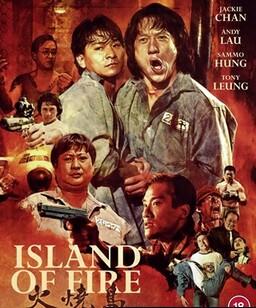 JACKIE
CHAN
ANDY
LAU
SAMMO
HUNG
TONY
LEUNG
ISLAND
OF FIRE
火燒島
18